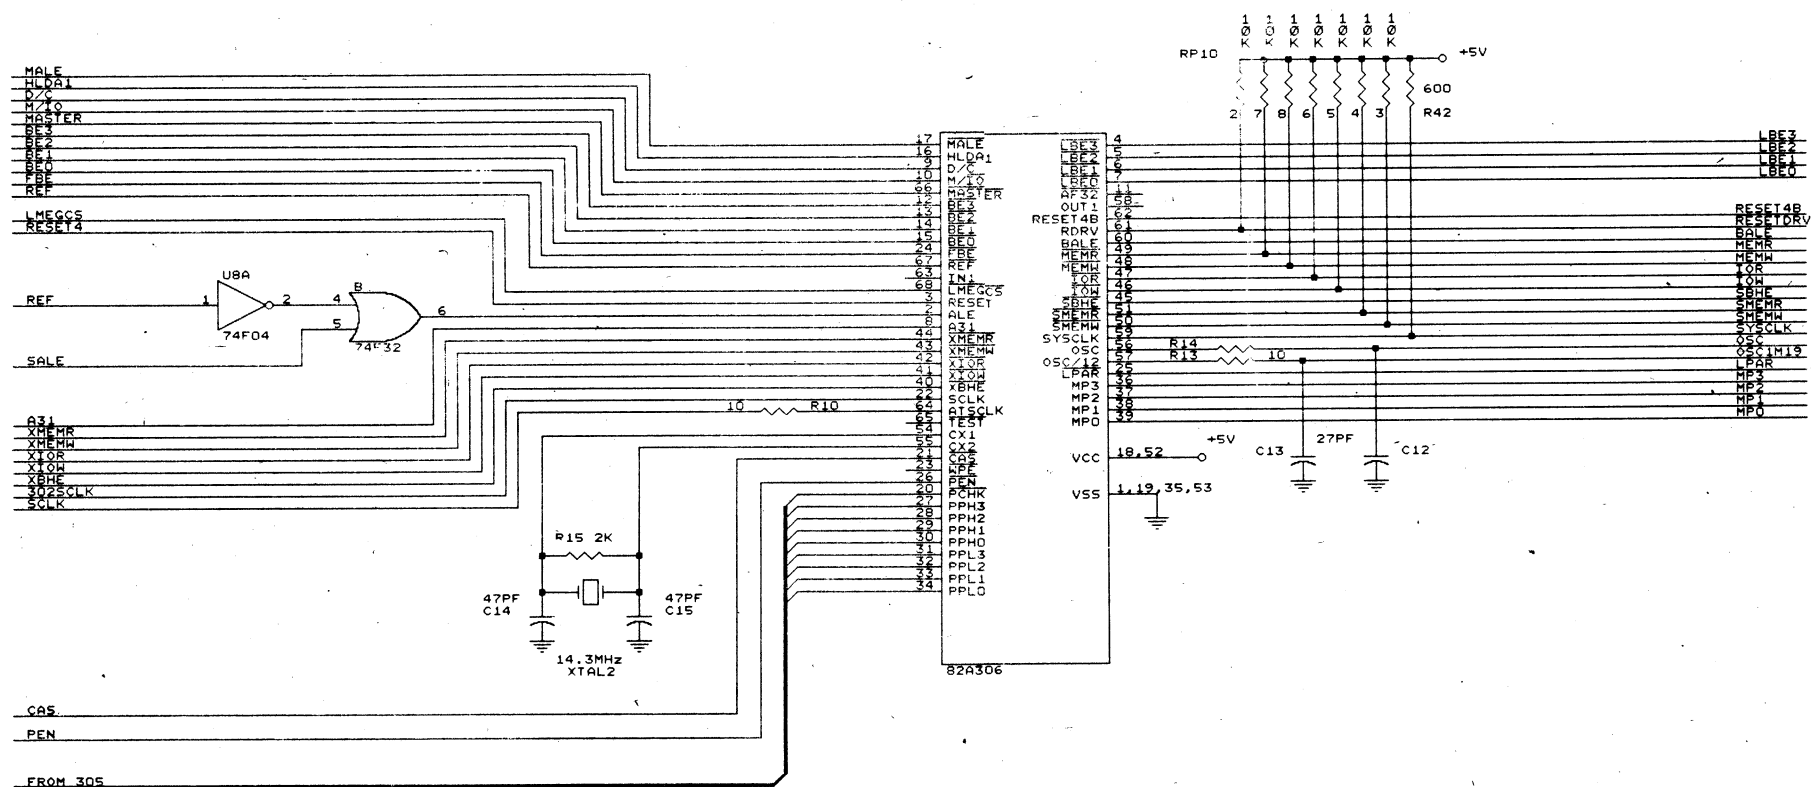 10K 10K 10K 10K 10K 10K 10K
RP10
+5V
600
R42
2 7 8 6 5 4 3
MALE
HLDA1
D/C
M/IO
MASTER
BE3
BE2
BE1
BE0
FBE
REF
LMEGCS
RESET4
U8A
REF
1
2
74F04
B
4
5
6
SALE
A31
XMEMR
XMEMW
XIOR
XIOW
XBHE
302SCLK
SCLK
10 R10
R15 2K
47PF
C14
47PF
C15
14.3MHz
XTAL2
CAS
PEN
FROM 305
17 MALE
16 HLDA1
9 D/C
10 M/IO
66 MASTER
12 BE3
13 BE2
14 BE1
15 BE0
24 FBE
67 REF
63 IN1
68 LMEGCS
3 RESET
2 ALE
8 A31
44 XMEMR
43 XMEMW
42 XIOR
41 XIOW
40 XBHE
22 SCLK
64 ATSCLK
65 TEST
54 CX1
55 CX2
21 CAS
23 WPE
26 PEN
20 PCHK
27 PPH3
28 PPH2
29 PPH1
30 PPH0
31 PPL3
32 PPL2
33 PPL1
34 PPL0
82A306
LBE3 4
LBE2 5
LBE1 6
LBE0 7
AF32 11
OUT1 58
RESET4B 62
RDRV 61
BALE 60
MEMR 49
MEMW 48
IOR 47
IOW 46
SBHE 45
SMEMR 51
SMEMW 50
SYSCLK 59
OSC 56
OSC/12 57
LPAR 25
MP3 36
MP2 37
MP1 38
MP0 39
VCC 18,52
+5V
VSS 1,19,35,53
R14
R13 10
C13
27PF
C12
LBE3
LBE2
LBE1
LBE0
RESET4B
RESETDRV
BALE
MEMR
MEMW
IOR
IOW
SBHE
SMEMR
SMEMW
SYSCLK
OSC
OSC1M19
LPAR
MP3
MP2
MP1
MP0